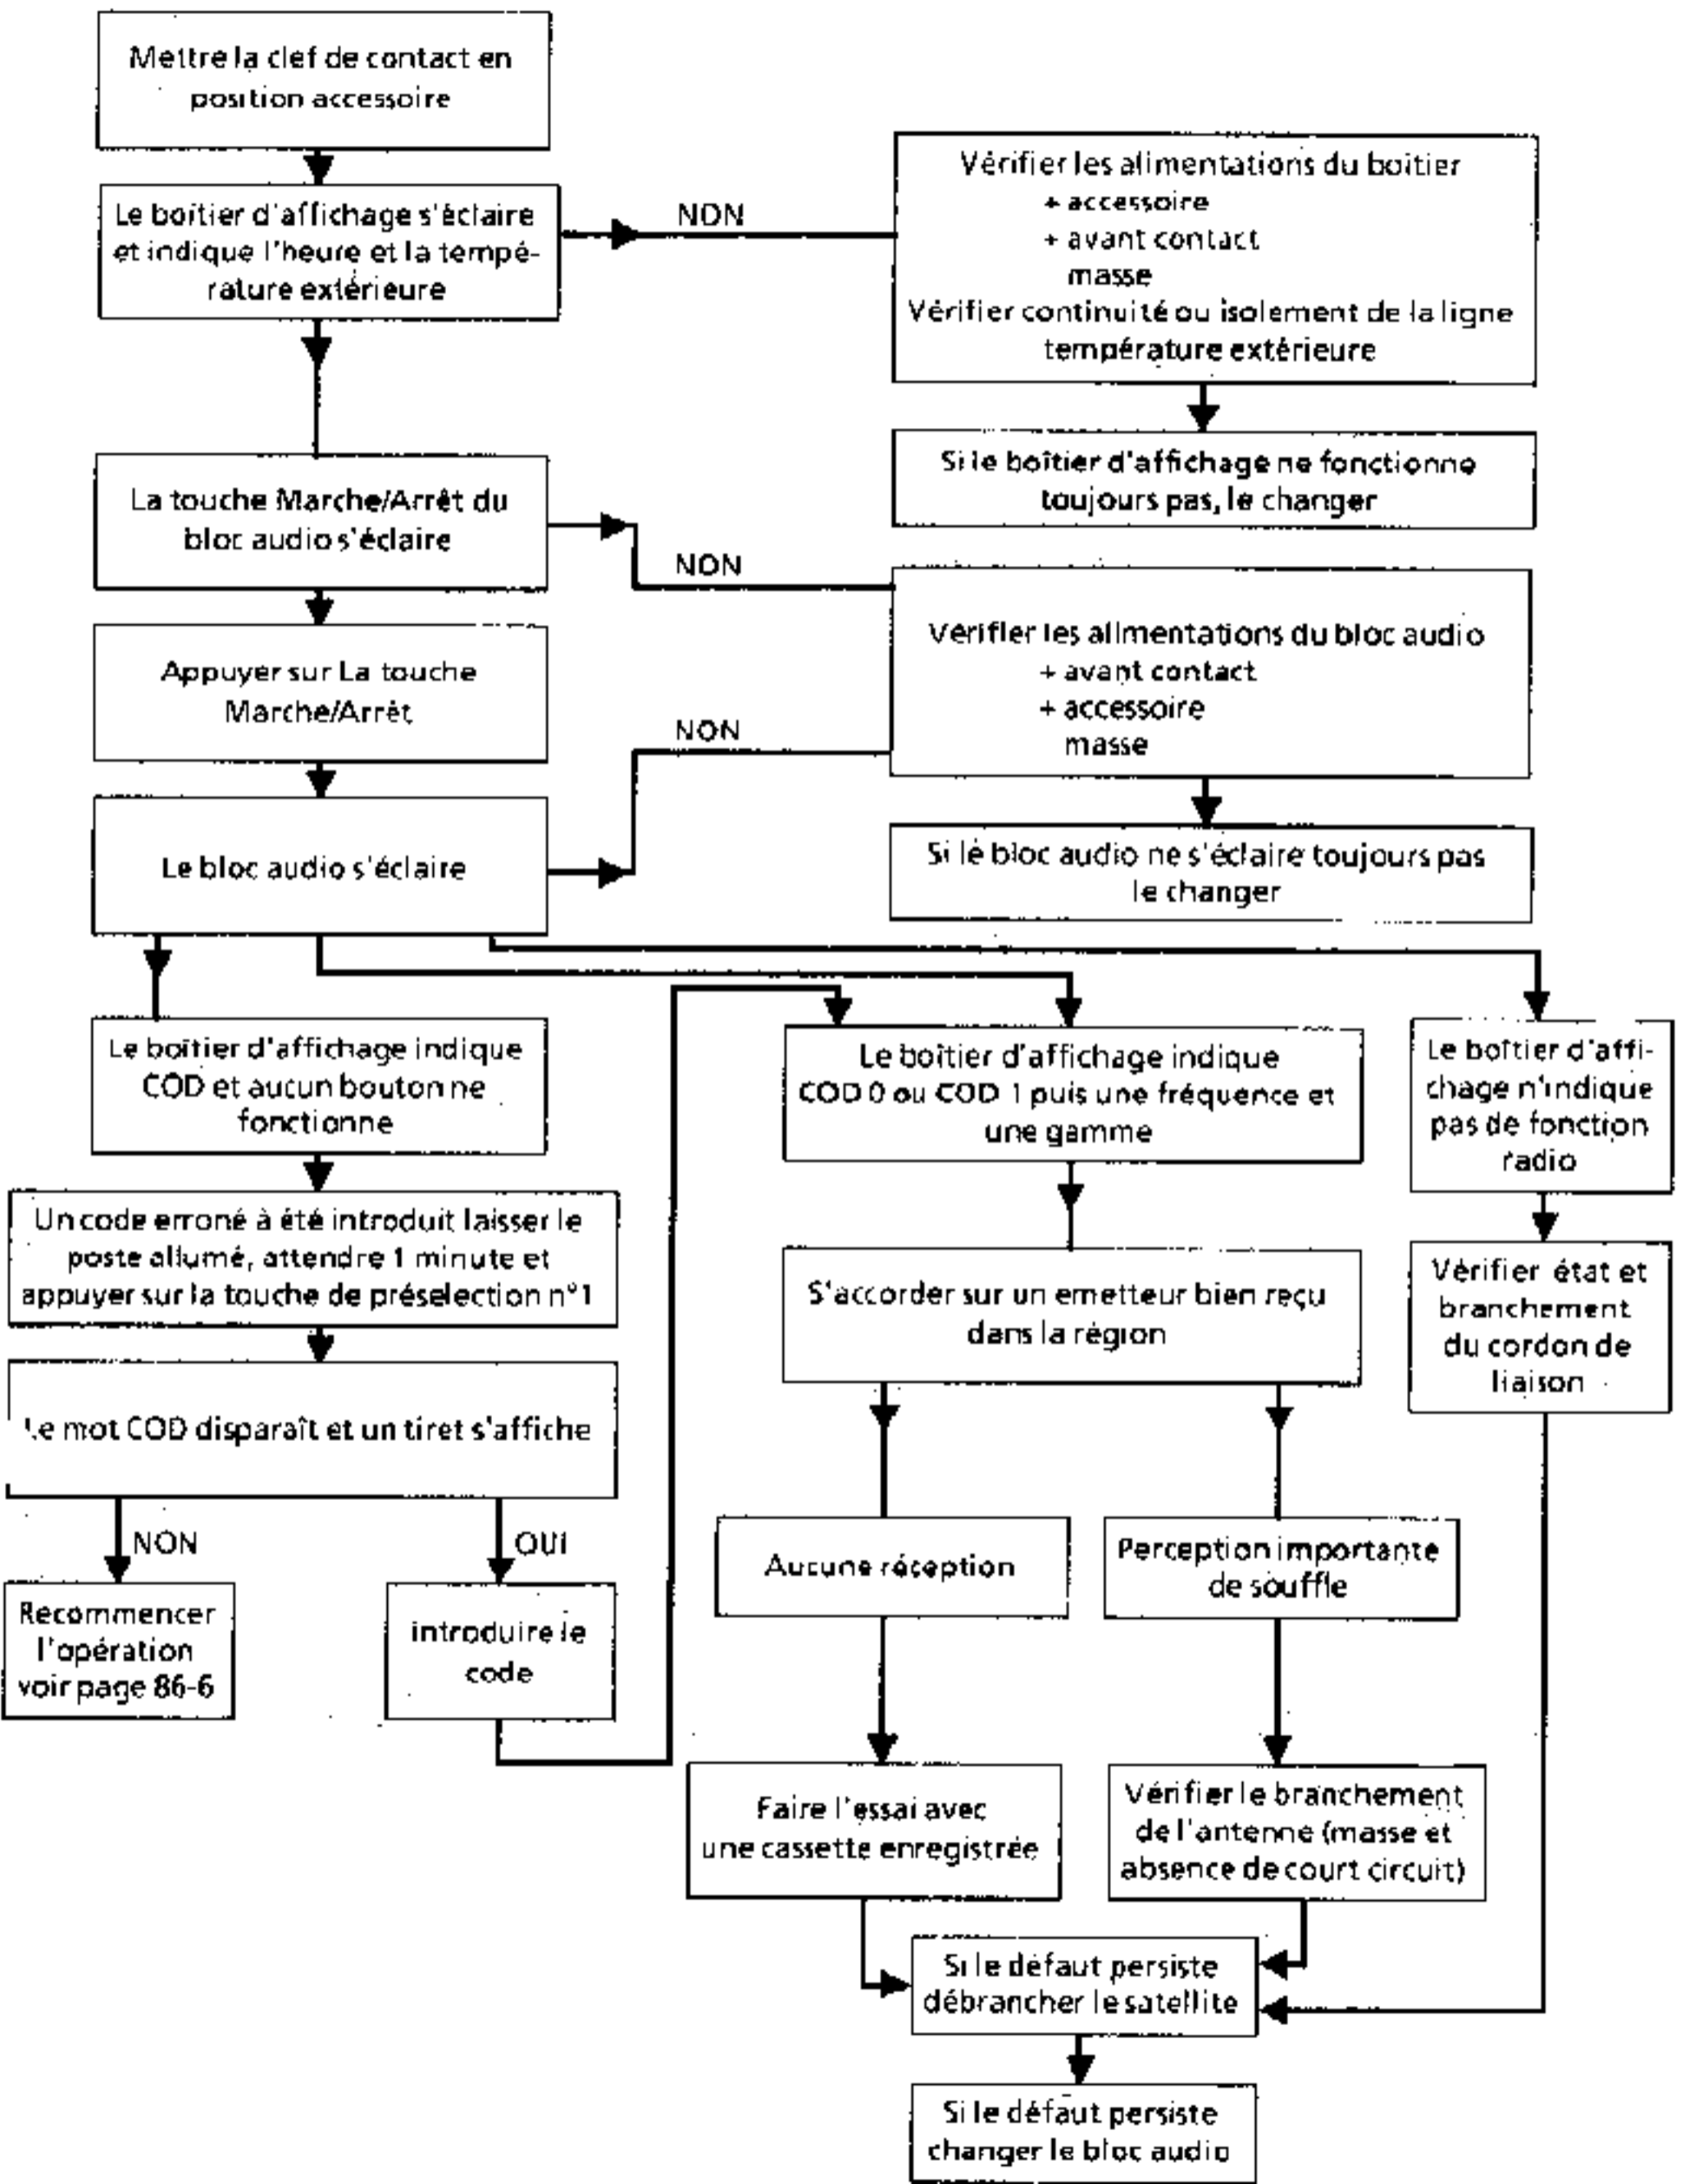 Mettre la clef de contact en
position accessoire
Le boîtier d'affichage s'éclaire
et indique l'heure et la tempé-
rature extérieure
NON
Vérifier les alimentations du boitier
+ accessoire
+ avant contact
masse
Vérifier continuité ou isolement de la ligne
température extérieure
Si le boîtier d'affichage ne fonctionne
toujours pas, le changer
La touche Marche/Arrêt du
bloc audio s'éclaire
NON
Appuyer sur La touche
Marche/Arrêt
Vérifier les alimentations du bloc audio
+ avant contact
+ accessoire
masse
NON
Le bloc audio s'éclaire
Si le bloc audio ne s'éclaire toujours pas
le changer
Le boîtier d'affichage indique
COD et aucun bouton ne
fonctionne
Un code erroné à été introduit laisser le
poste allumé, attendre 1 minute et
appuyer sur la touche de préselection n°1
Le mot COD disparaît et un tiret s'affiche
NON
OUI
Recommencer
l'opération
voir page 86-6
introduire le
code
Le boîtier d'affichage indique
COD 0 ou COD 1 puis une fréquence et
une gamme
S'accorder sur un emetteur bien reçu
dans la région
Aucune réception
Perception importante
de souffle
Faire l'essai avec
une cassette enregistrée
Vérifier le branchement
de l'antenne (masse et
absence de court circuit)
Le boîtier d'affi-
chage n'indique
pas de fonction
radio
Vérifier état et
branchement
du cordon de
liaison
Si le défaut persiste
débrancher le satellite
Si le défaut persiste
changer le bloc audio